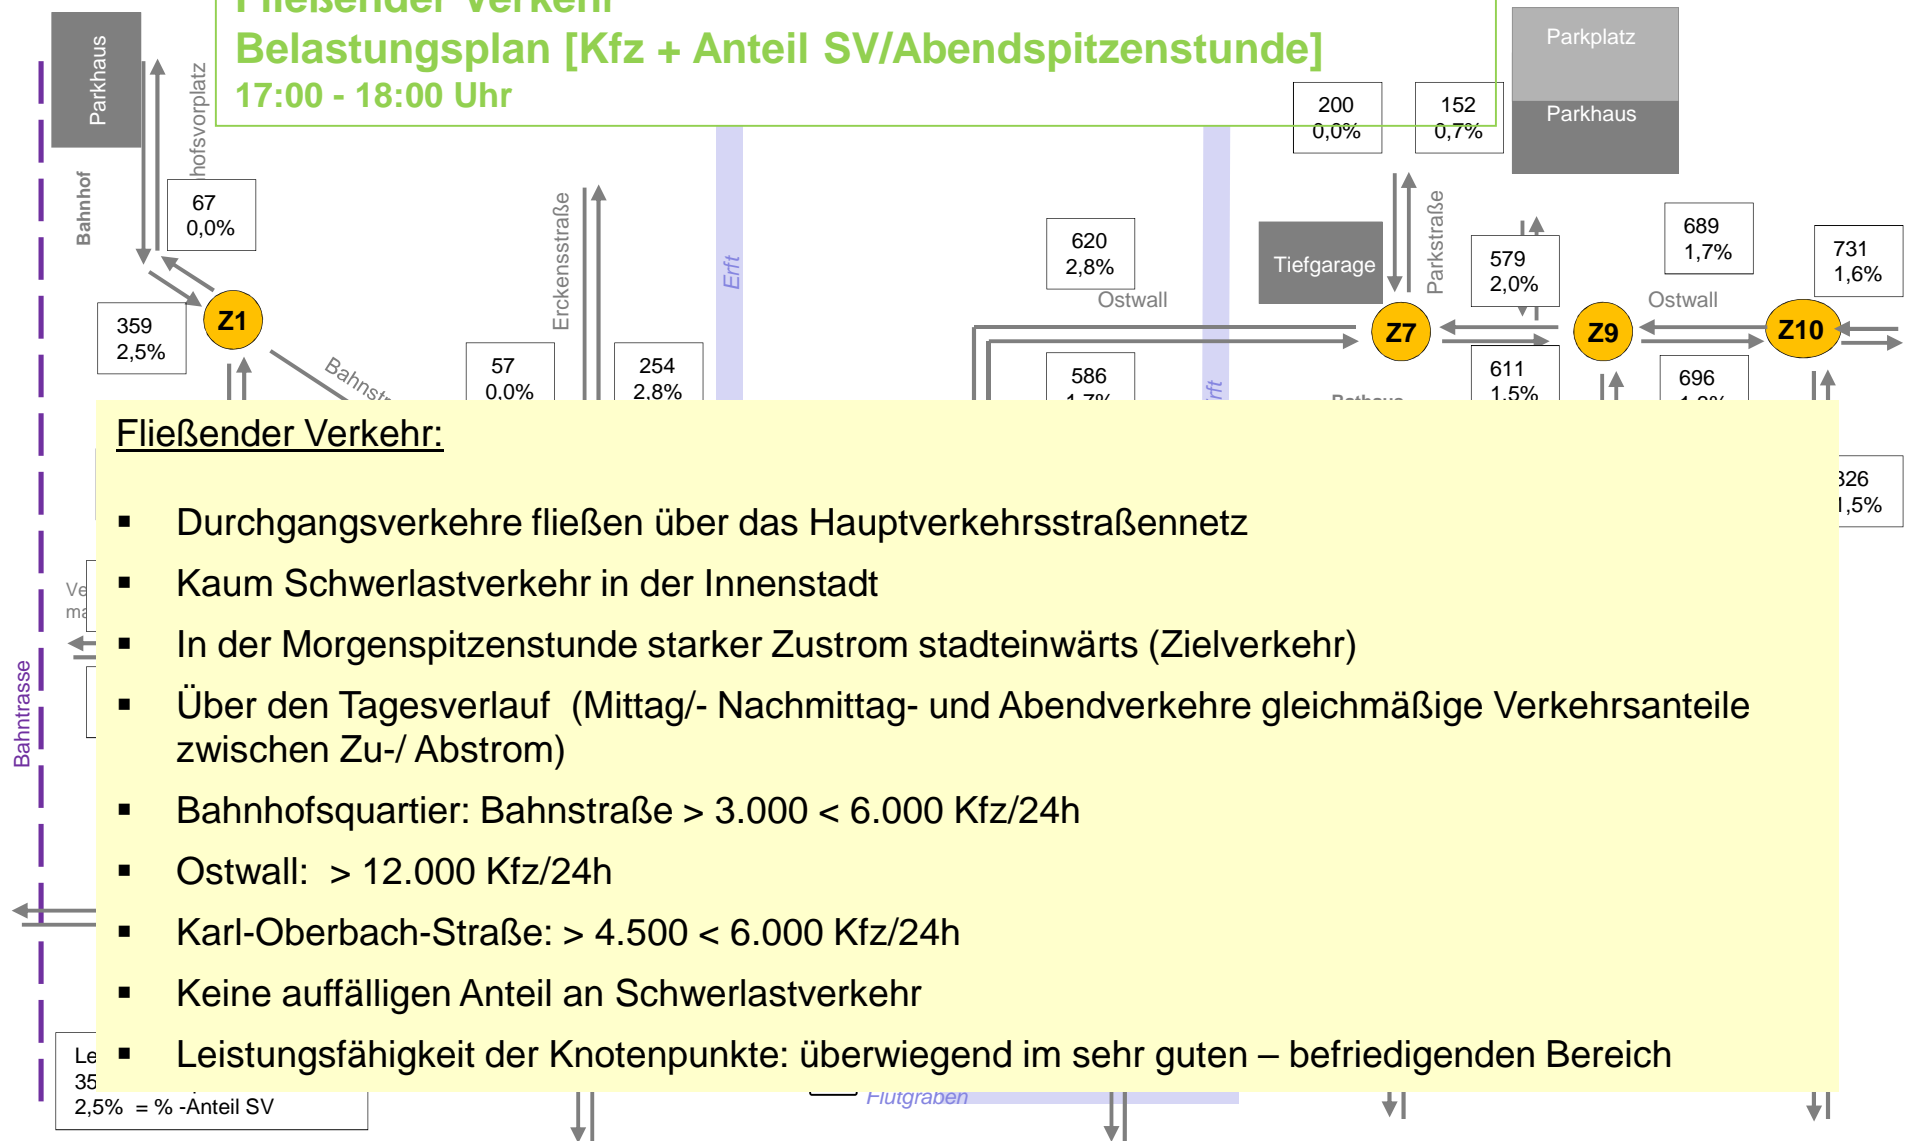 Fließender Verkehr
Belastungsplan [Kfz + Anteil SV/Abendspitzenstunde]
17:00 - 18:00 Uhr
Parkhaus
Bahnhof
Parkplatz
Parkhaus
200
0,0%
152
0,7%
67
0,0%
Erckensstraße
Erft
620
2,8%
Ostwall
Tiefgarage
Parkstraße
579
2,0%
689
1,7%
Ostwall
731
1,6%
359
2,5%
Z1
Z7
Z9
Z10
57
0,0%
254
2,8%
586
611
1,5%
696
Fließender Verkehr:
▪ Durchgangsverkehre fließen über das Hauptverkehrsstraßennetz
▪ Kaum Schwerlastverkehr in der Innenstadt
▪ In der Morgenspitzenstunde starker Zustrom stadteinwärts (Zielverkehr)
▪ Über den Tagesverlauf (Mittag/- Nachmittag- und Abendverkehre gleichmäßige Verkehrsanteile
zwischen Zu-/ Abstrom)
▪ Bahnhofsquartier: Bahnstraße > 3.000 < 6.000 Kfz/24h
▪ Ostwall: > 12.000 Kfz/24h
▪ Karl-Oberbach-Straße: > 4.500 < 6.000 Kfz/24h
▪ Keine auffälligen Anteil an Schwerlastverkehr
▪ Leistungsfähigkeit der Knotenpunkte: überwiegend im sehr guten – befriedigenden Bereich
Bahntrasse
2,5% = % -Anteil SV
Flutgraben